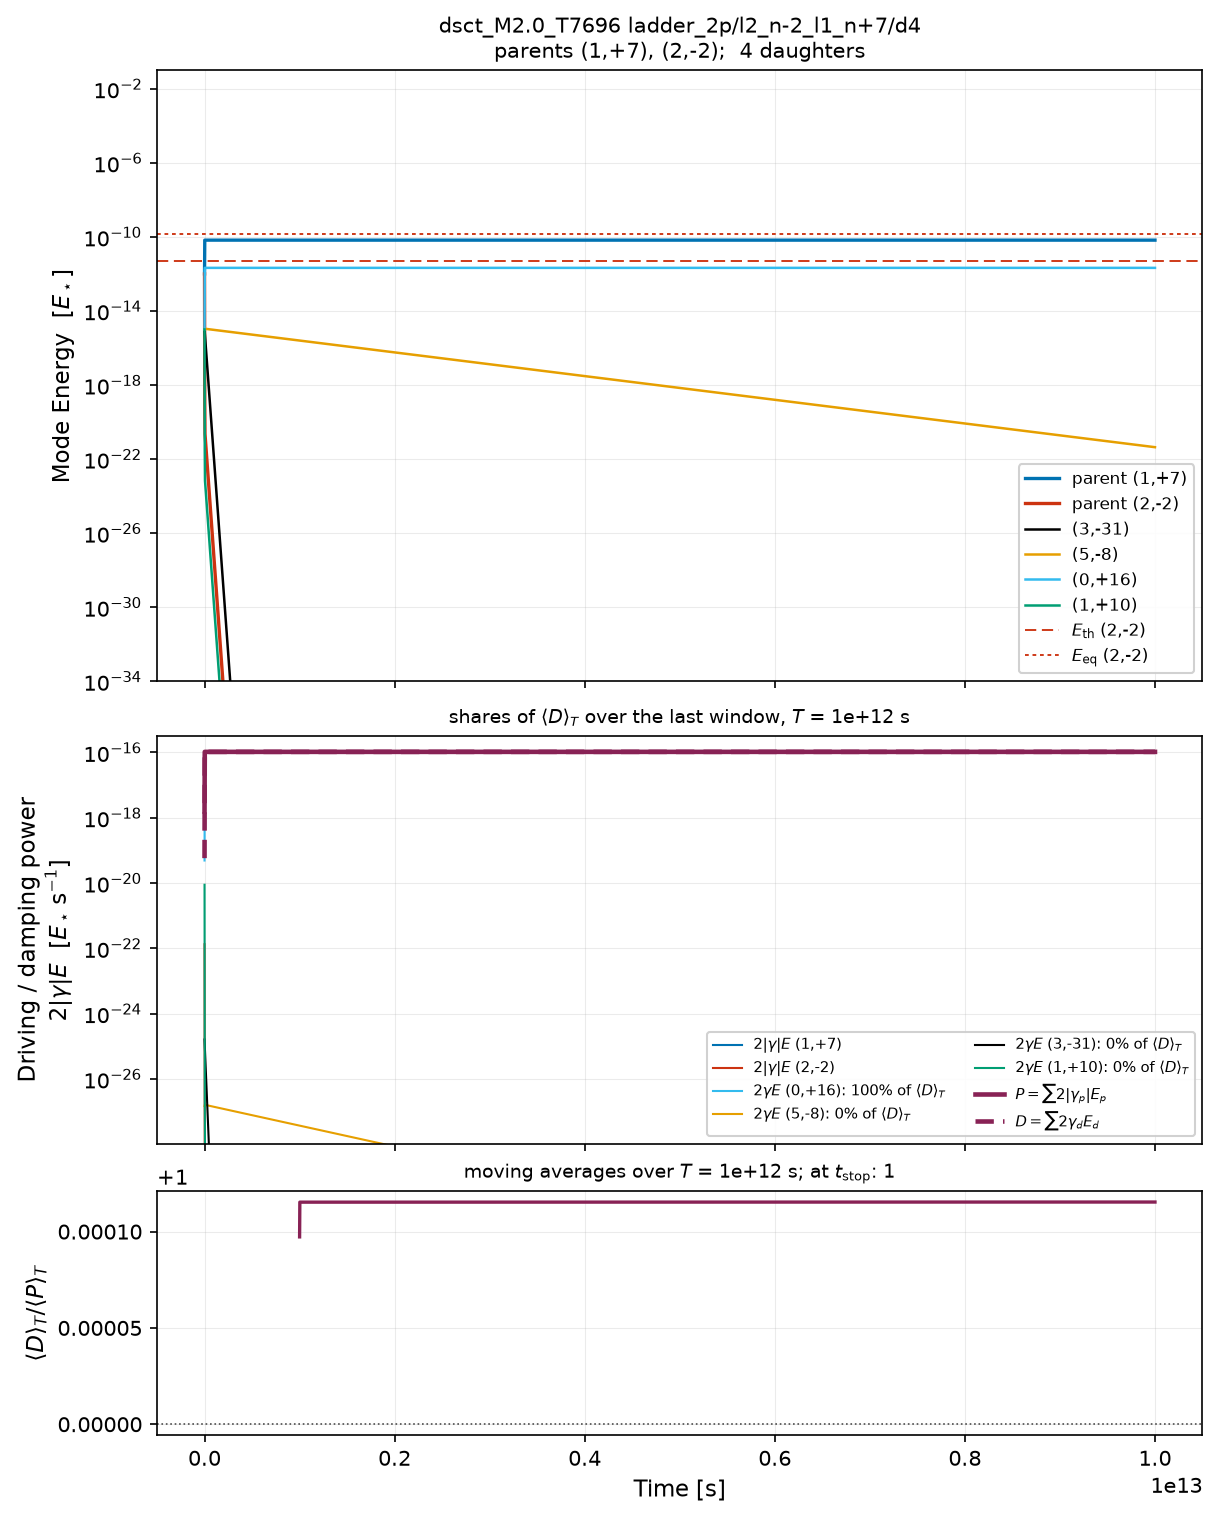 dsct_M2.0_T7696 ladder_2p/l2_n-2_l1_n+7/d4
parents (1,+7), (2,-2);  4 daughters
Mode Energy [E⋆]
10⁻²
10⁻⁶
10⁻¹⁰
10⁻¹⁴
10⁻¹⁸
10⁻²²
10⁻²⁶
10⁻³⁰
10⁻³⁴
parent (1,+7)
parent (2,-2)
(3,-31)
(5,-8)
(0,+16)
(1,+10)
E_th (2,-2)
E_eq (2,-2)
shares of ⟨D⟩_T over the last window, T = 1e+12 s
Driving / damping power
2|γ|E [E⋆ s⁻¹]
10⁻¹⁶
10⁻¹⁸
10⁻²⁰
10⁻²²
10⁻²⁴
10⁻²⁶
2|γ|E (1,+7)
2|γ|E (2,-2)
2γE (0,+16): 100% of ⟨D⟩_T
2γE (5,-8): 0% of ⟨D⟩_T
2γE (3,-31): 0% of ⟨D⟩_T
2γE (1,+10): 0% of ⟨D⟩_T
P = ∑2|γ_p|E_p
D = ∑2γ_dE_d
moving averages over T = 1e+12 s; at t_stop: 1
+1
⟨D⟩_T/⟨P⟩_T
0.00010
0.00005
0.00000
0.0
0.2
0.4
0.6
0.8
1.0
1e13
Time [s]